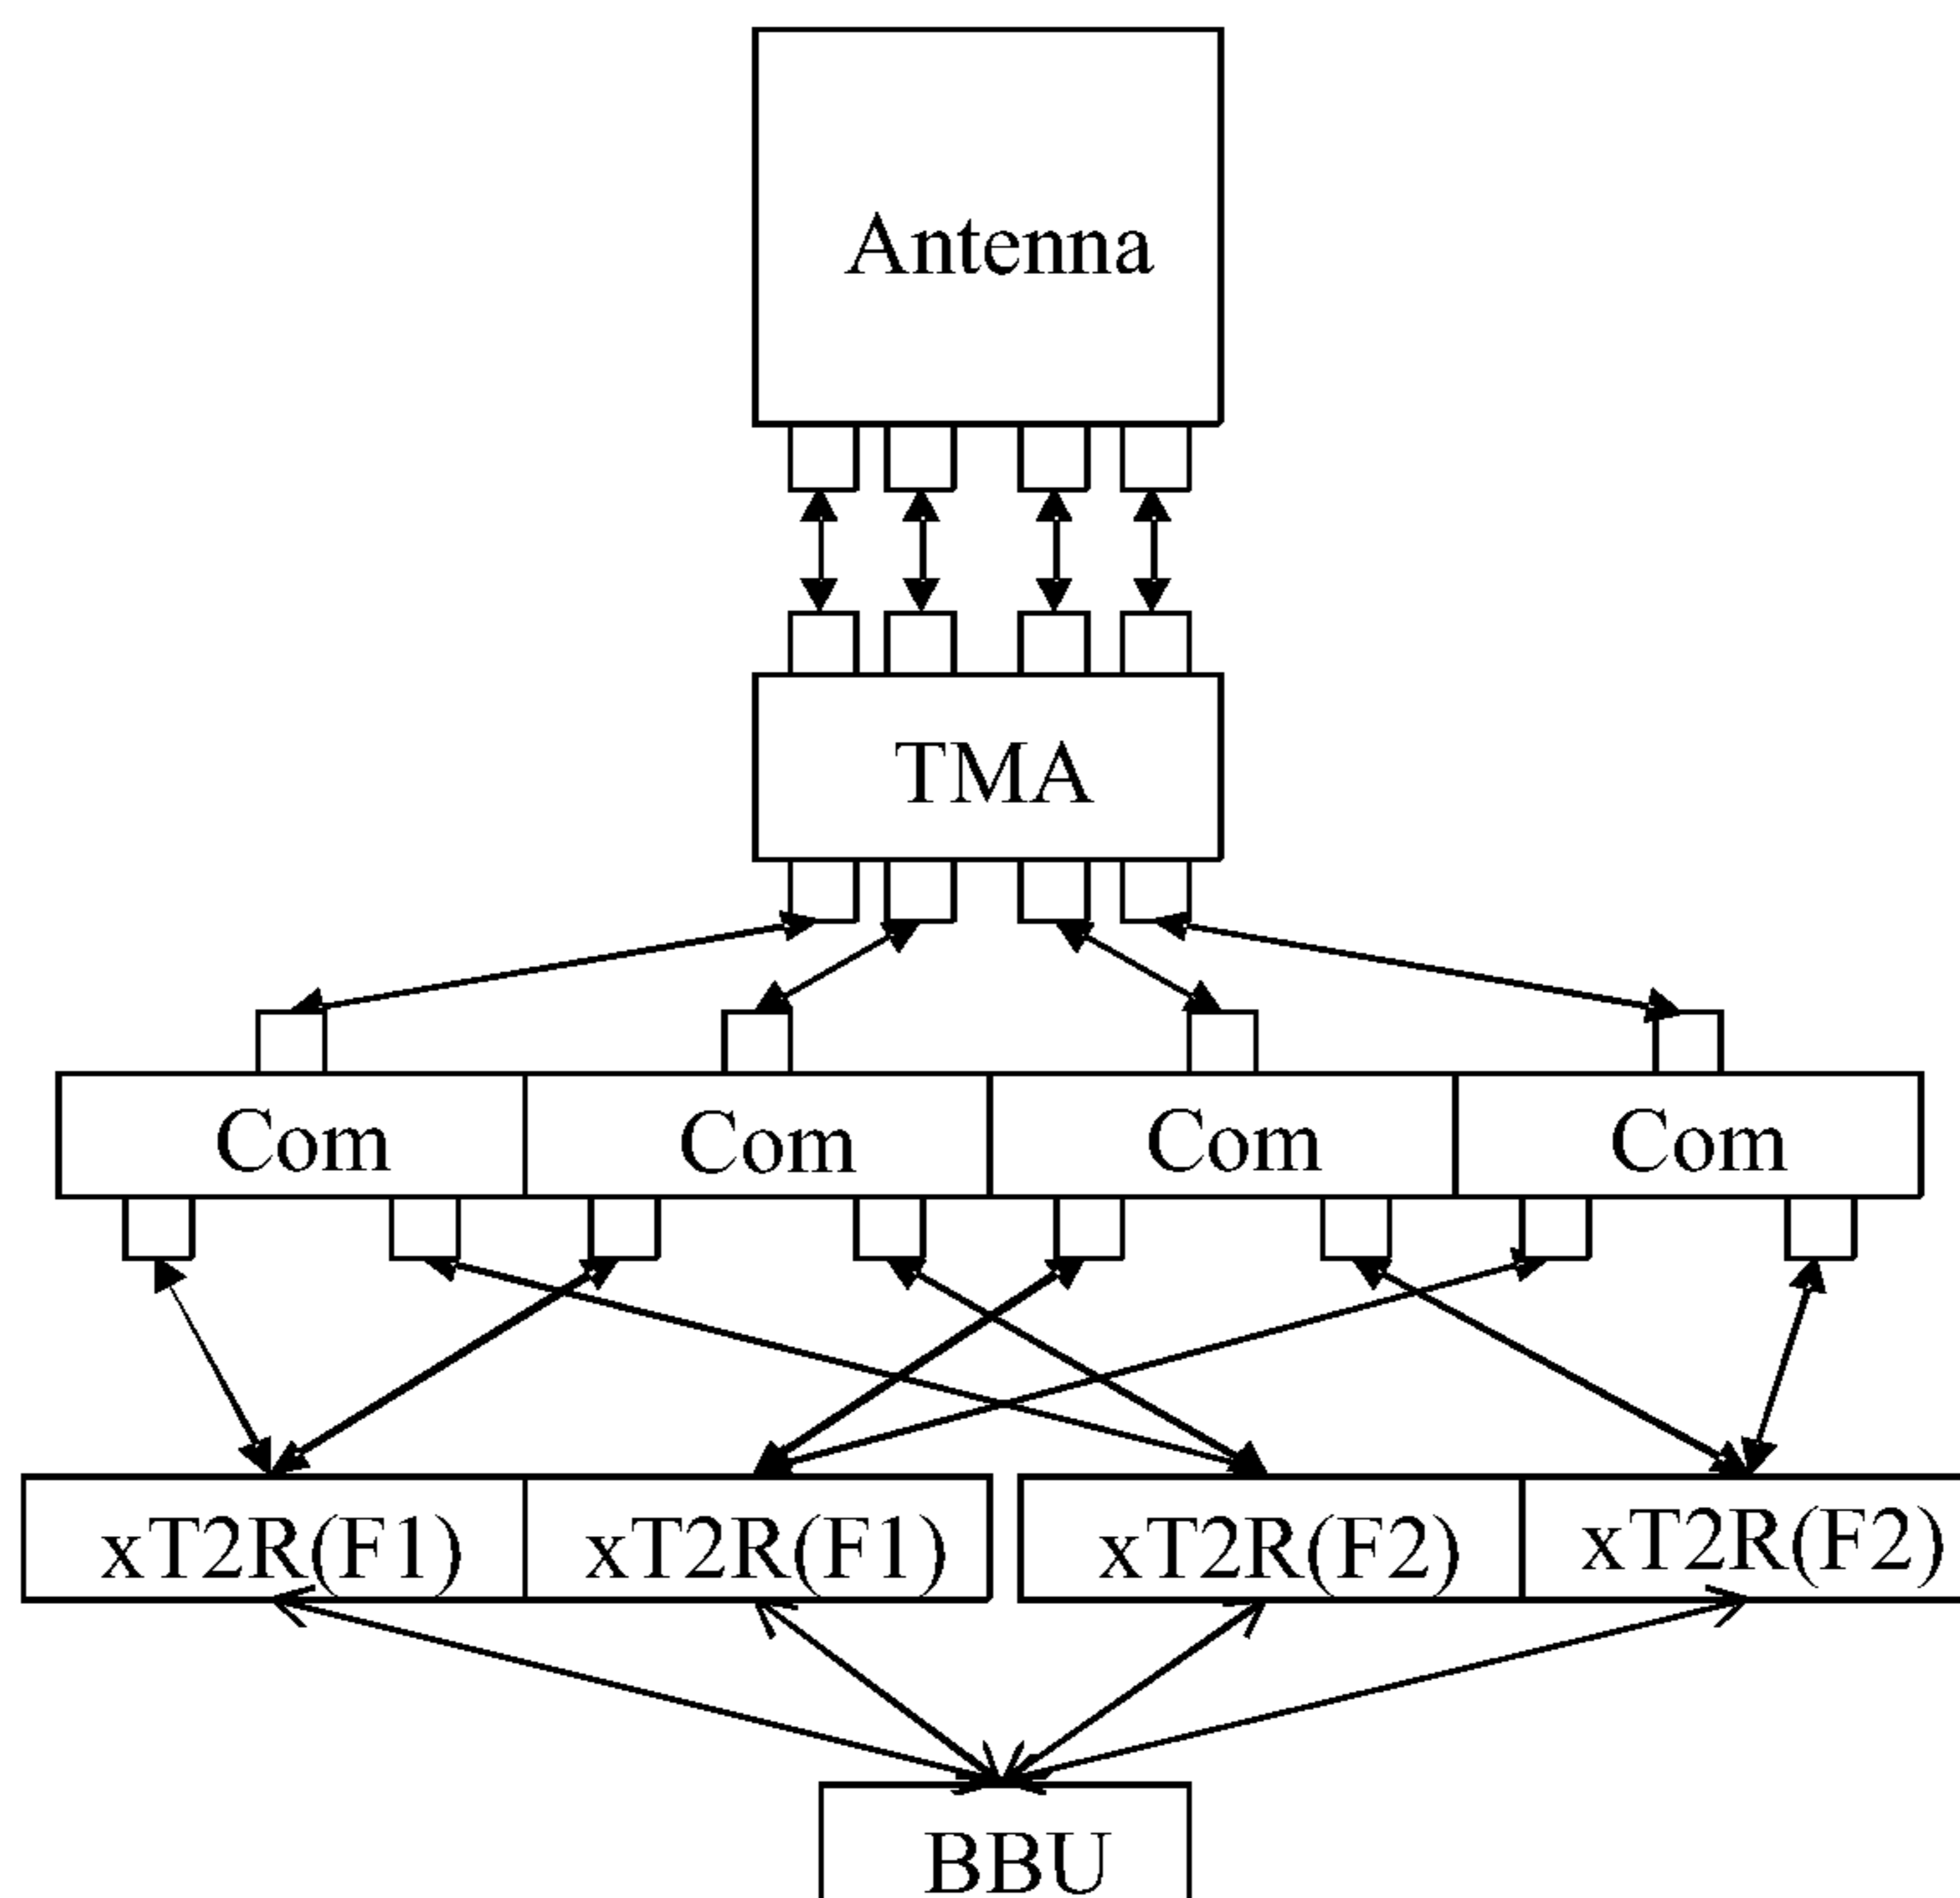 Antenna
TMA
Com Com Com Com
xT2R(F1) xT2R(F1) xT2R(F2) xT2R(F2)
BBU